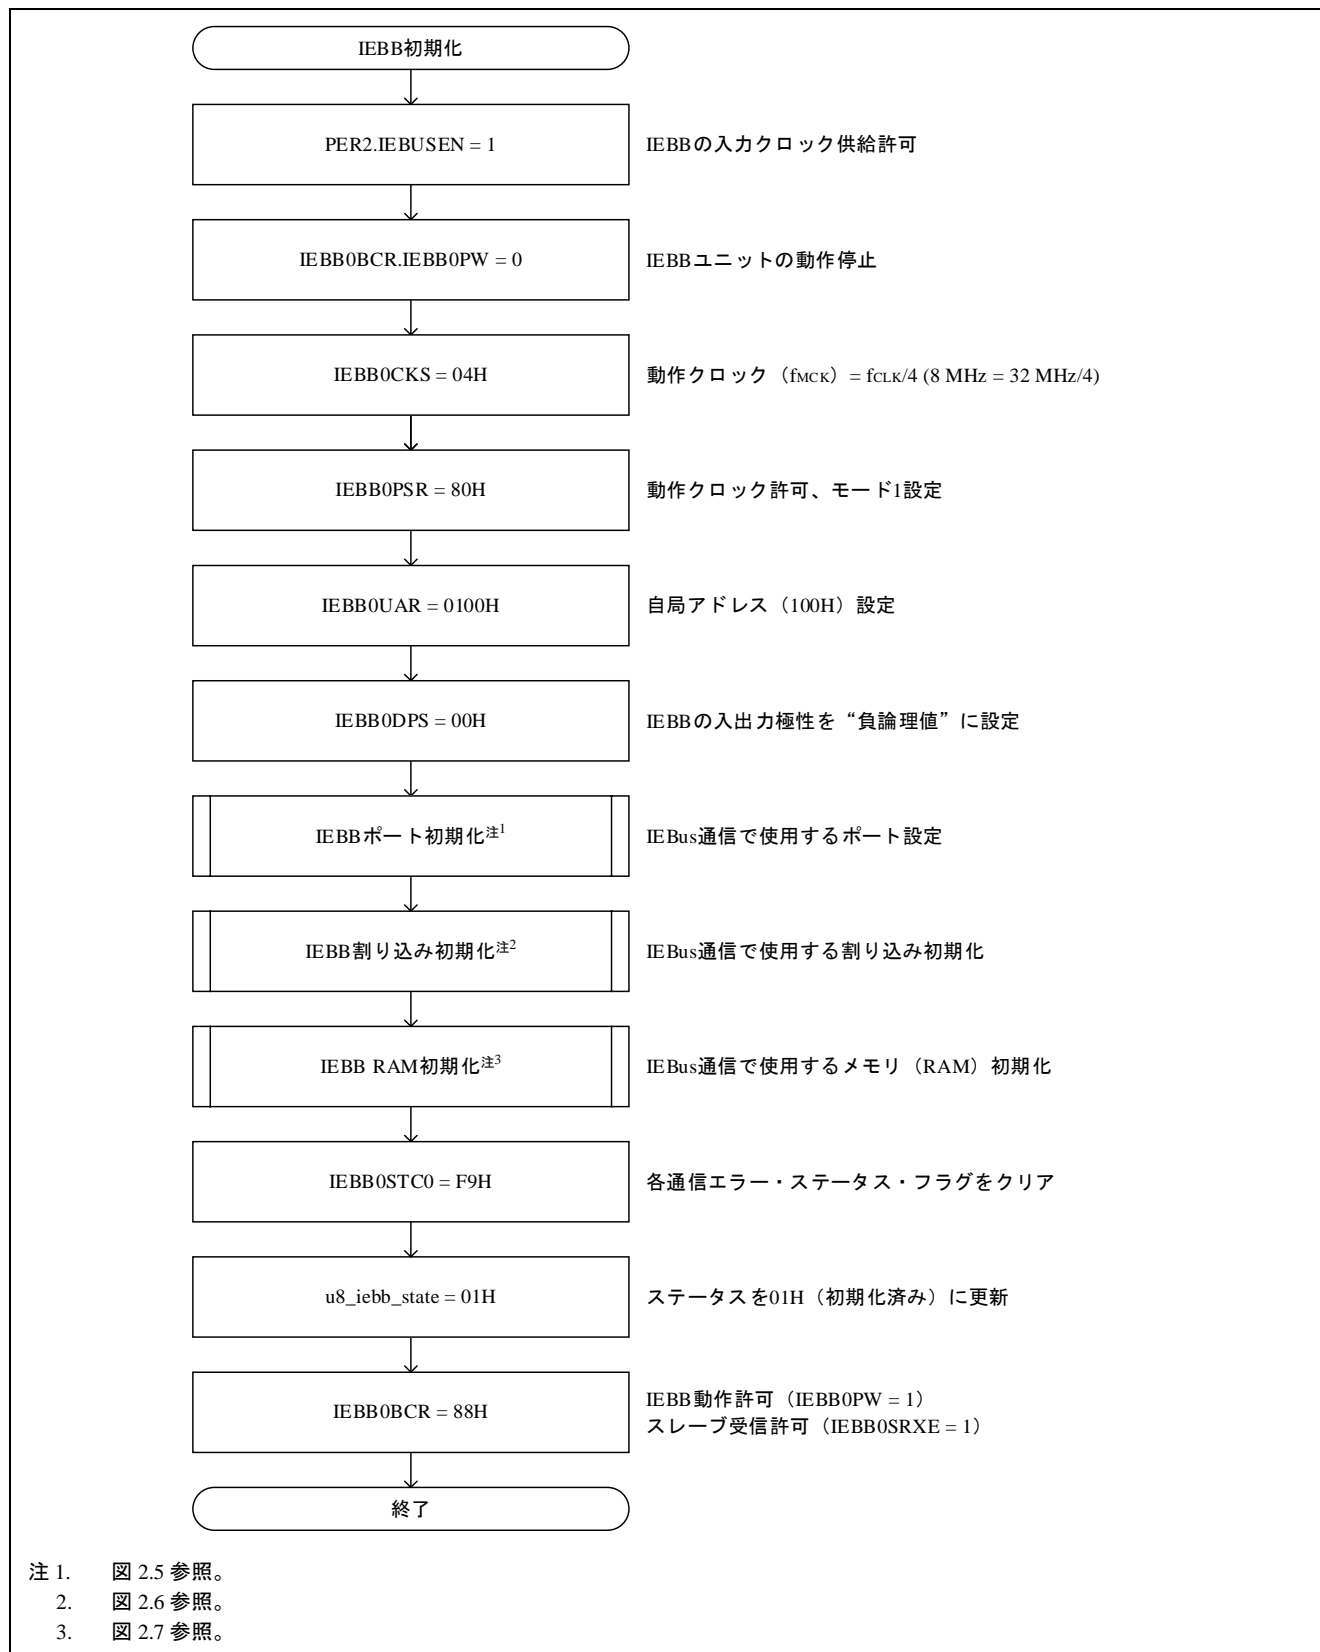 IEBB初期化
PER2.IEBUSEN = 1
IEBBの入力クロック供給許可
IEBB0BCR.IEBB0PW = 0
IEBBユニットの動作停止
IEBB0CKS = 04H
動作クロック（fMCK）= fCLK/4 (8 MHz = 32 MHz/4)
IEBB0PSR = 80H
動作クロック許可、モード1設定
IEBB0UAR = 0100H
自局アドレス（100H）設定
IEBB0DPS = 00H
IEBBの入出力極性を“負論理値”に設定
IEBBポート初期化注1
IEBus通信で使用するポート設定
IEBB割り込み初期化注2
IEBus通信で使用する割り込み初期化
IEBB RAM初期化注3
IEBus通信で使用するメモリ（RAM）初期化
IEBB0STC0 = F9H
各通信エラー・ステータス・フラグをクリア
u8_iebb_state = 01H
ステータスを01H（初期化済み）に更新
IEBB0BCR = 88H
IEBB動作許可（IEBB0PW = 1）
スレーブ受信許可（IEBB0SRXE = 1）
終了
注 1. 図 2.5 参照。
2. 図 2.6 参照。
3. 図 2.7 参照。